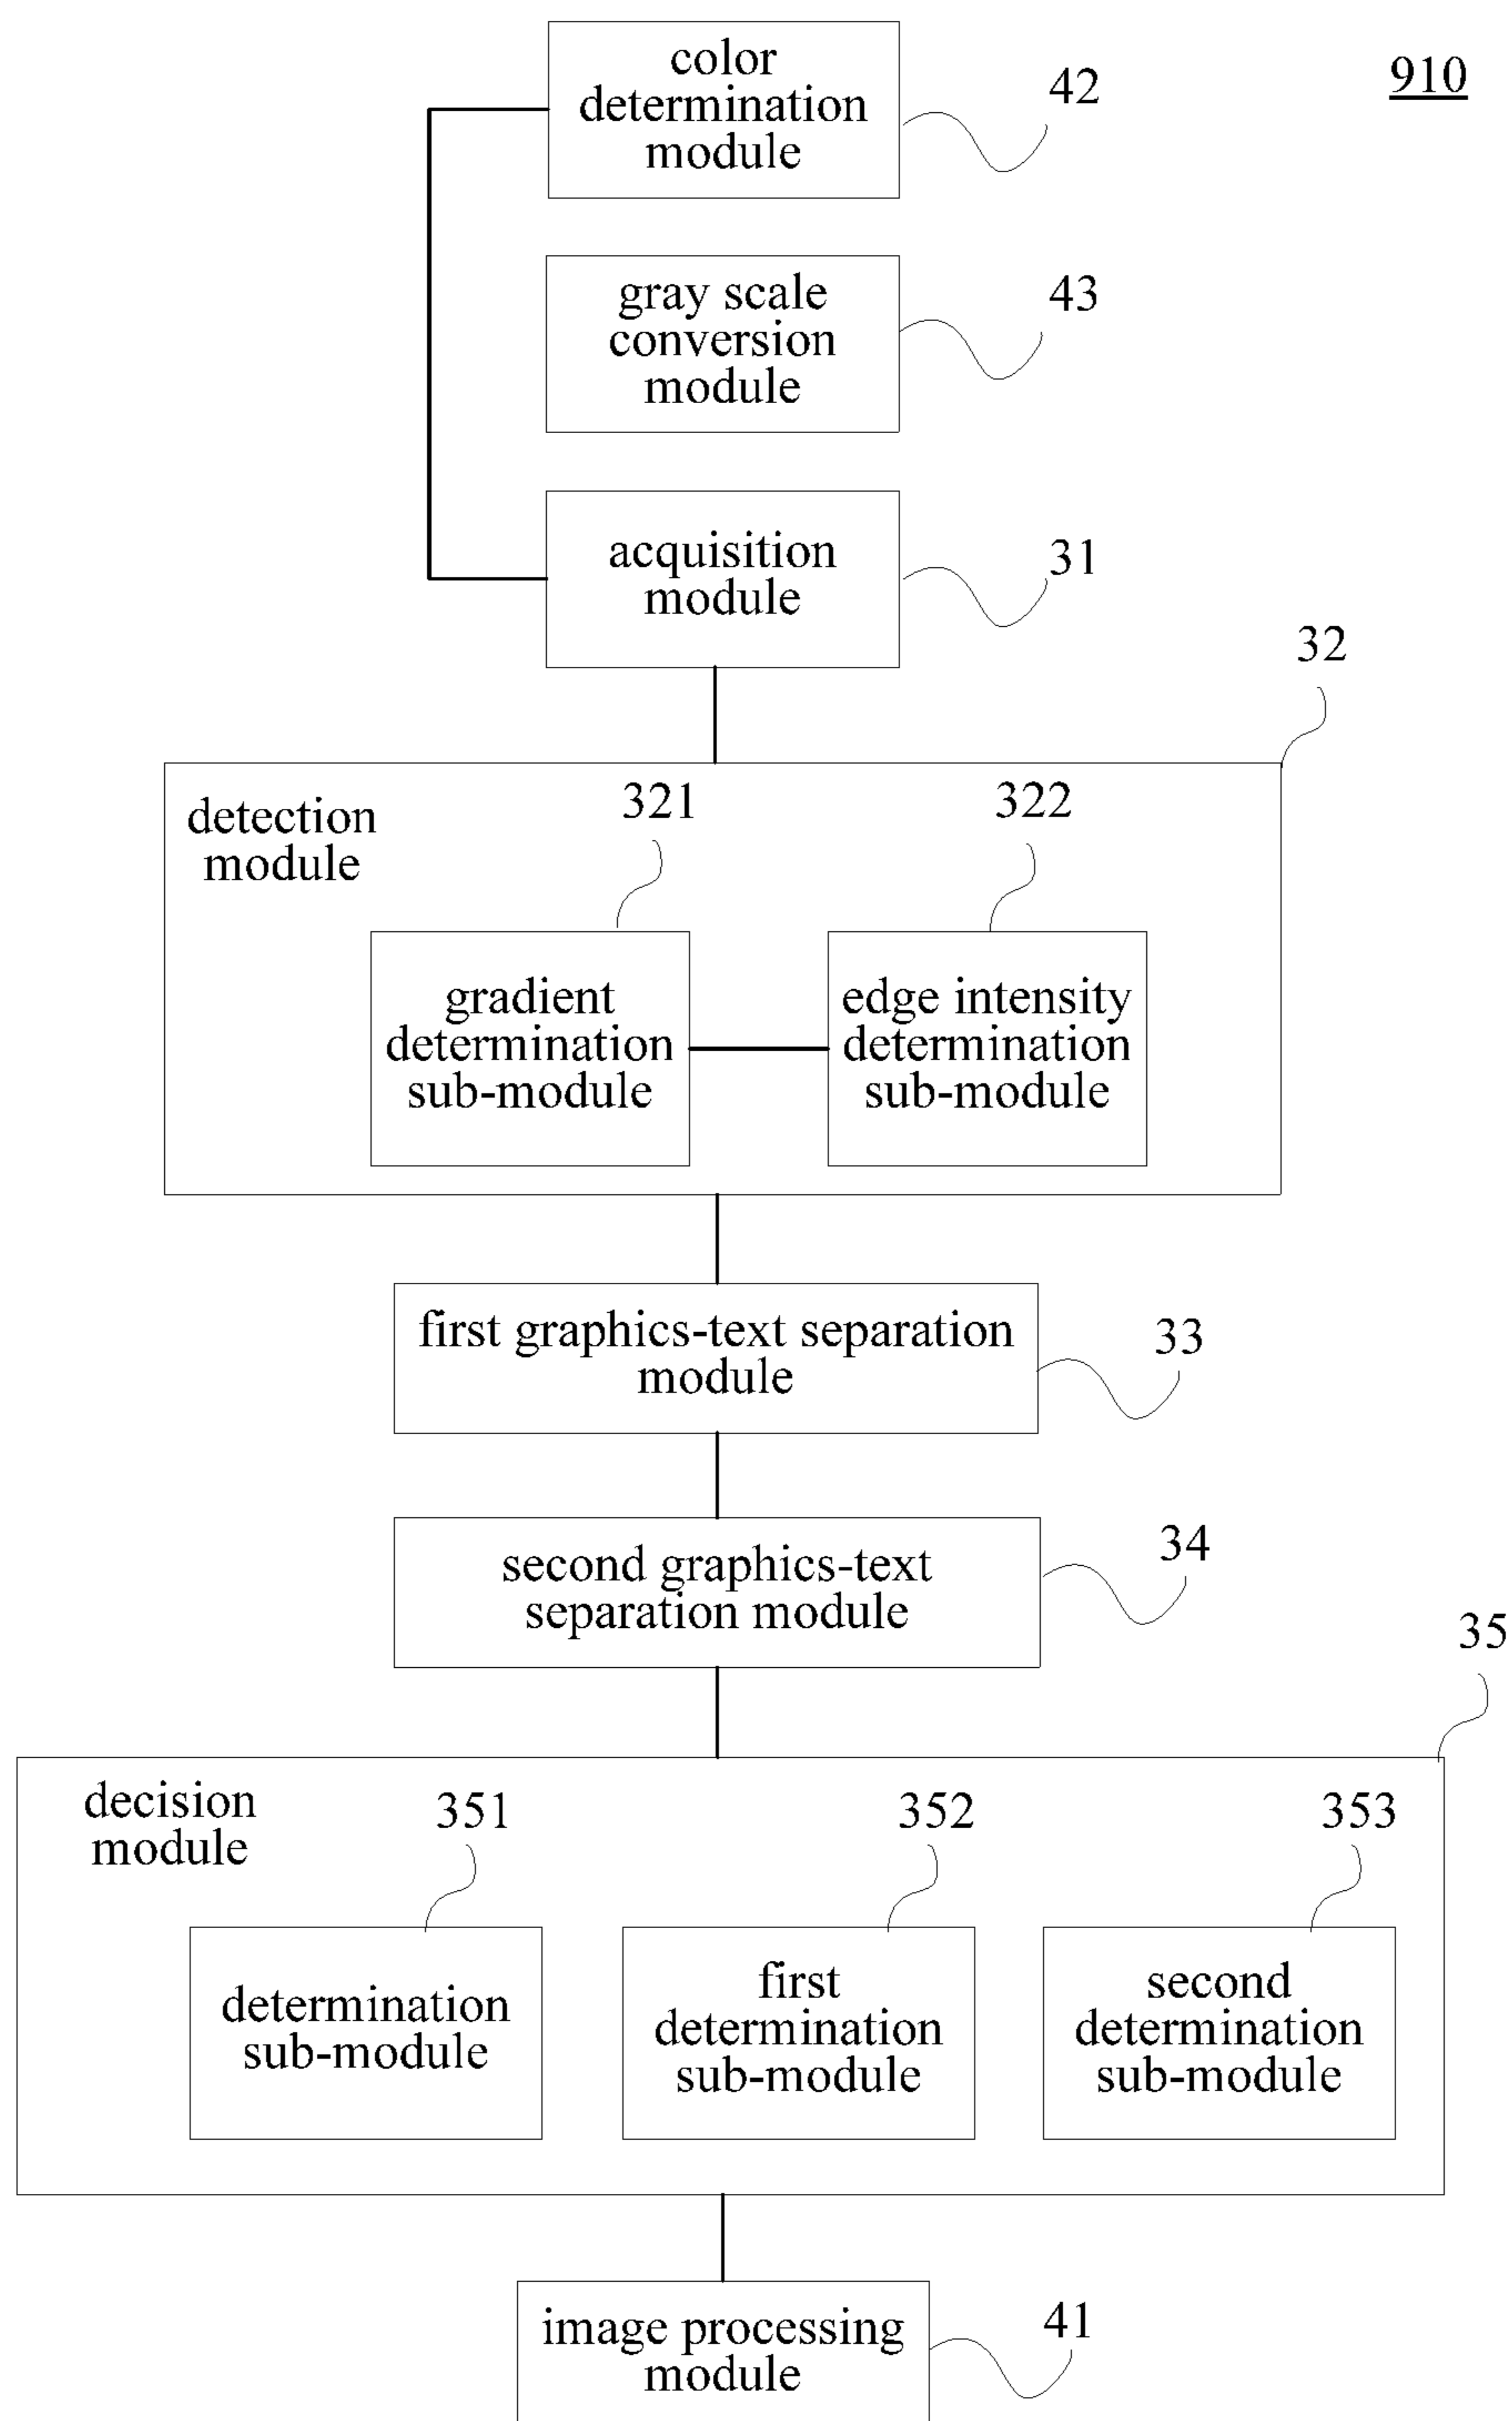 color
determination
module
42
910
gray scale
conversion
module
43
acquisition
module
31
32
detection
module
321
322
gradient
determination
sub-module
edge intensity
determination
sub-module
first graphics-text separation
module
33
second graphics-text
separation module
34
35
decision
module
351
352
353
determination
sub-module
first
determination
sub-module
second
determination
sub-module
image processing
module
41